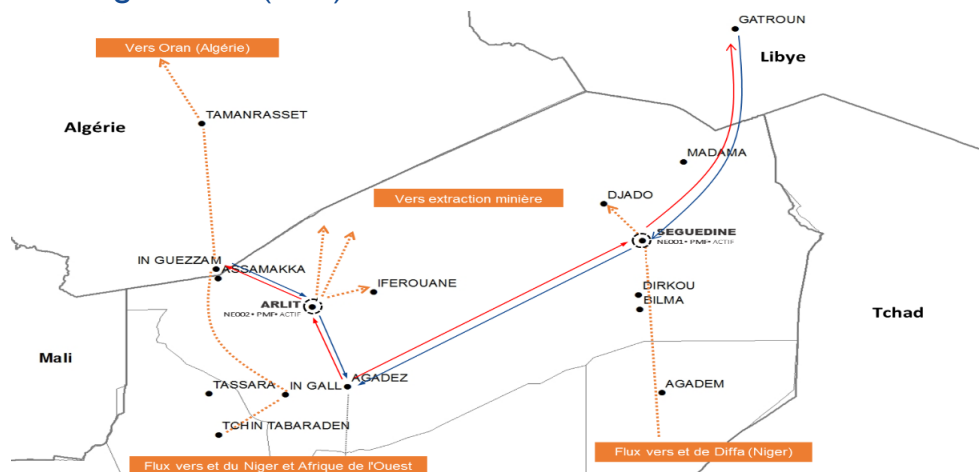 GATROUN
Vers Oran (Algérie)
Libye
TAMANRASSET
Algérie
MADAMA
DJADO
Vers extraction minière
SEGUEDINE
NE001• PMF• ACTIF
IN GUEZZAM
ASSAMAKKA
IFEROUANE
DIRKOU
ARLIT
BILMA
NE002• PMF• ACTIF
Tchad
Mali
AGADEZ
TASSARA
IN GALL
AGADEM
TCHIN TABARADEN
Flux vers et de Diffa (Niger)
Flux vers et du Niger et Afrique de l'Ouest